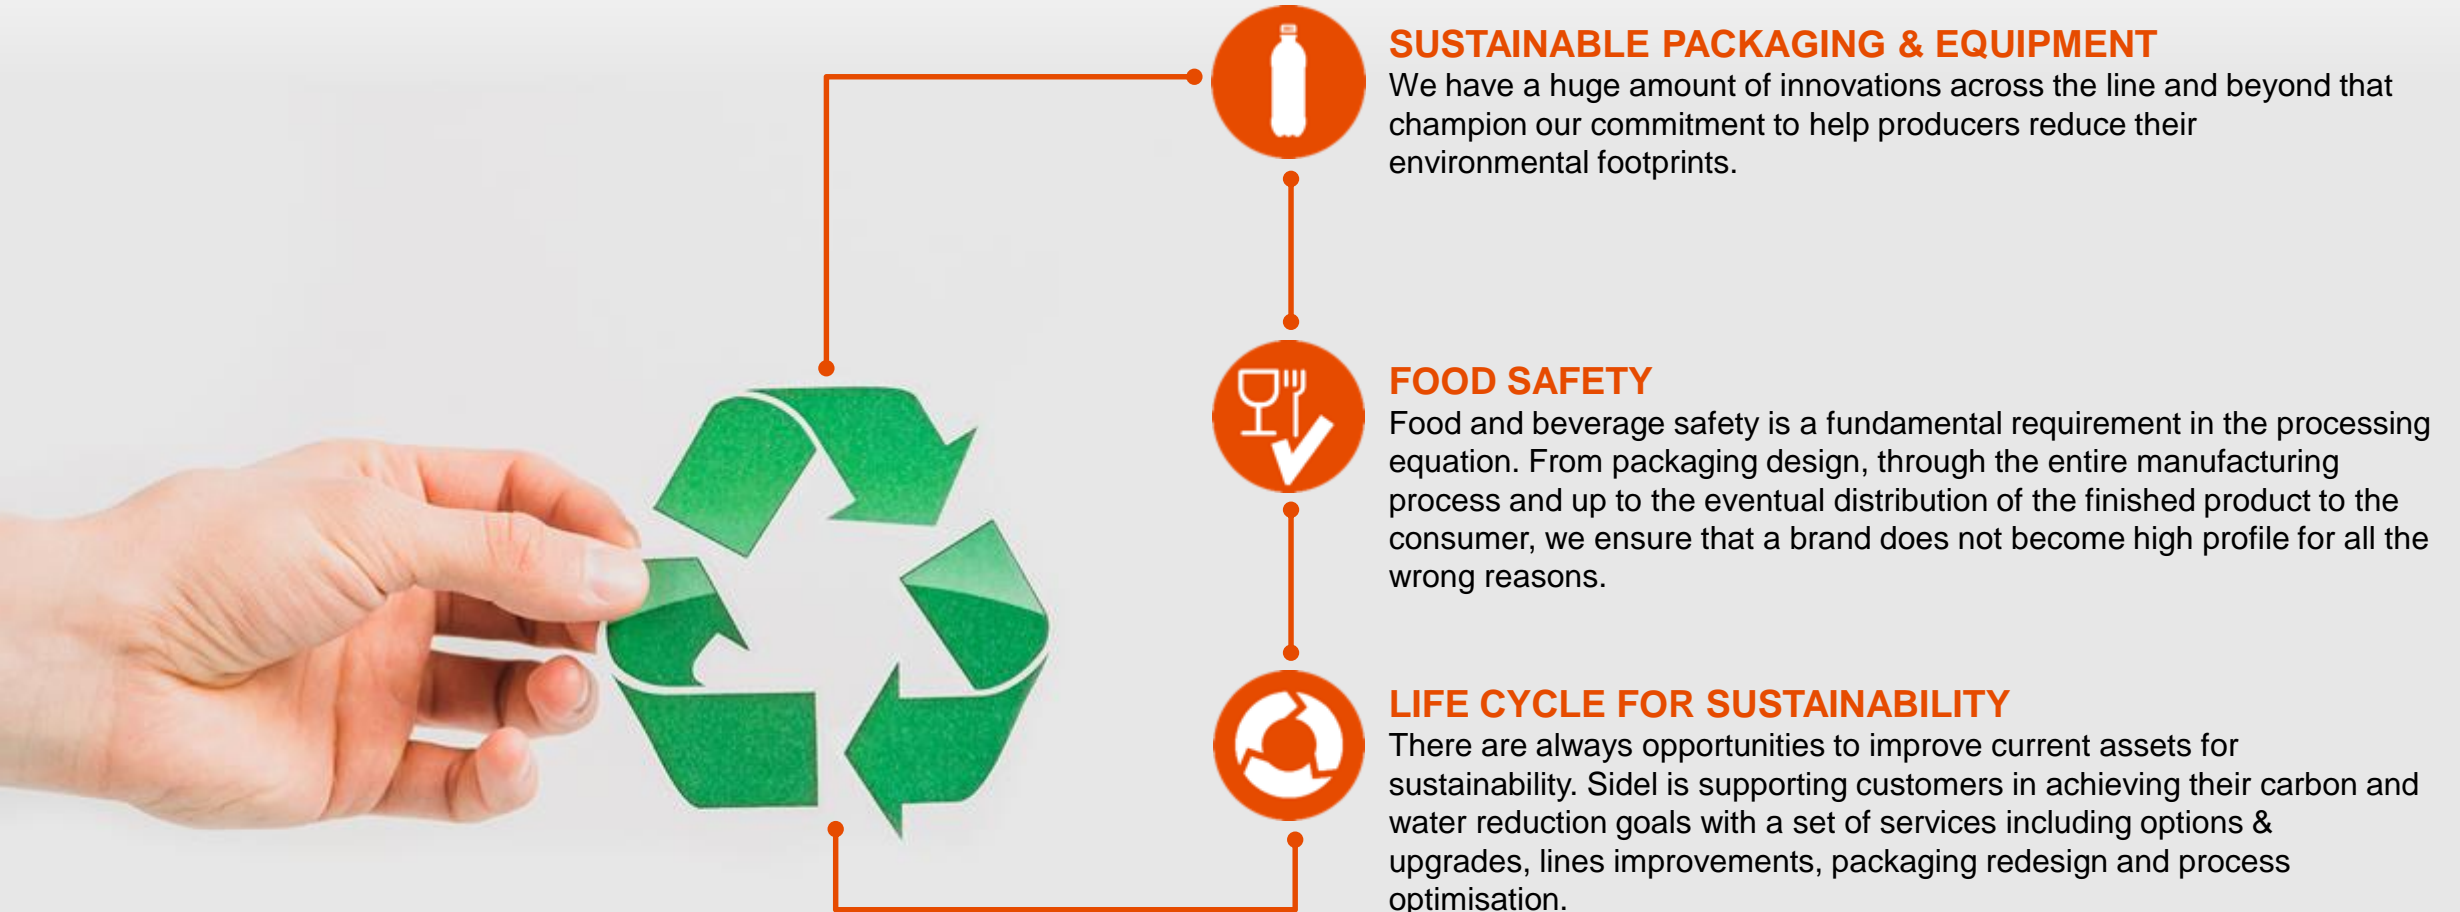 SUSTAINABLE PACKAGING & EQUIPMENT
We have a huge amount of innovations across the line and beyond that
champion our commitment to help producers reduce their
environmental footprints.
FOOD SAFETY
Food and beverage safety is a fundamental requirement in the processing
equation. From packaging design, through the entire manufacturing
process and up to the eventual distribution of the finished product to the
consumer, we ensure that a brand does not become high profile for all the
wrong reasons.
LIFE CYCLE FOR SUSTAINABILITY
There are always opportunities to improve current assets for
sustainability. Sidel is supporting customers in achieving their carbon and
water reduction goals with a set of services including options &
upgrades, lines improvements, packaging redesign and process
optimisation.